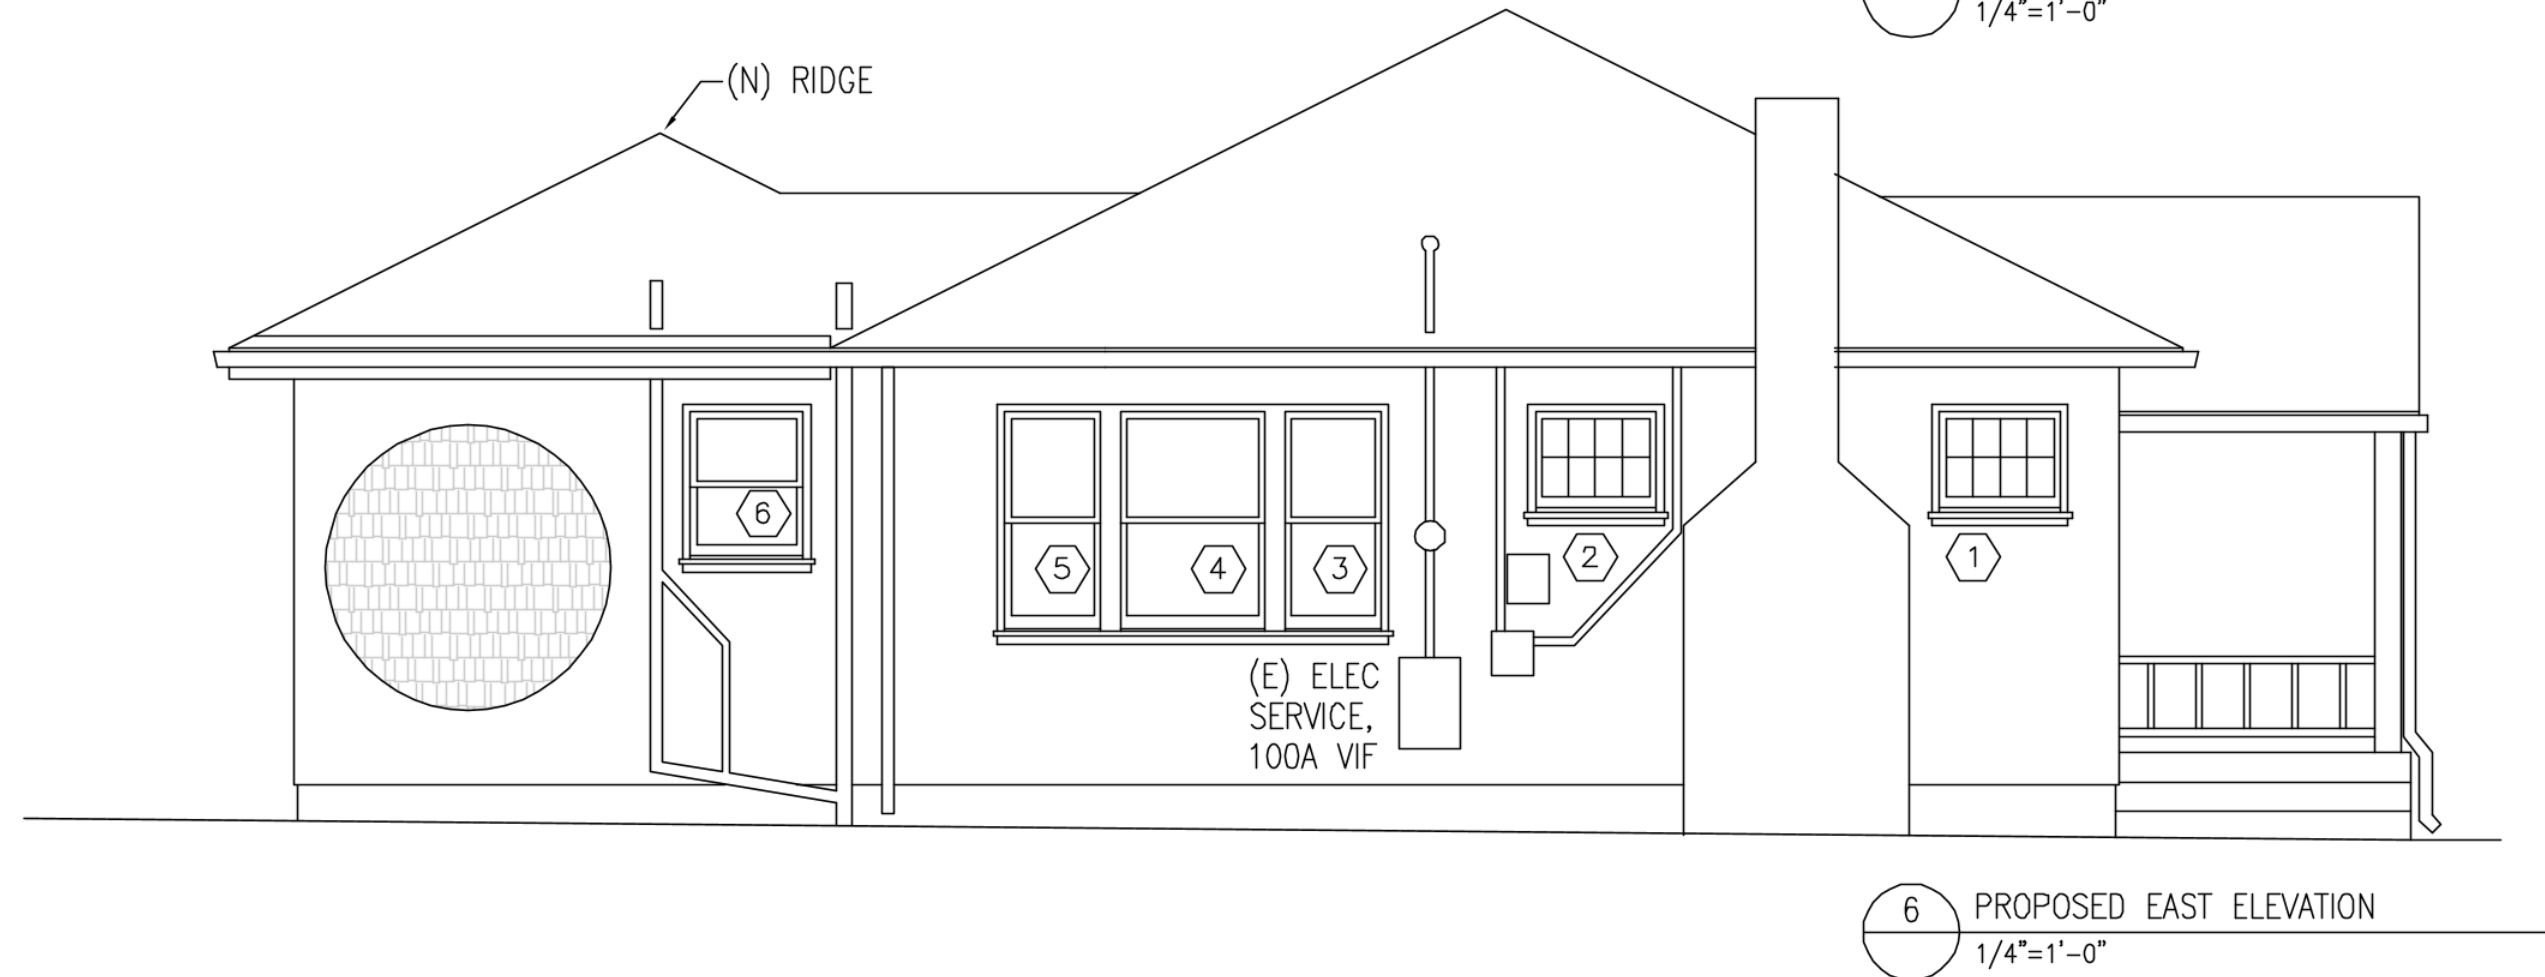 1/4"=1'-0"
(N) RIDGE
6
5
4
3
2
1
(E) ELEC
SERVICE,
100A VIF
6
PROPOSED EAST ELEVATION
1/4"=1'-0"